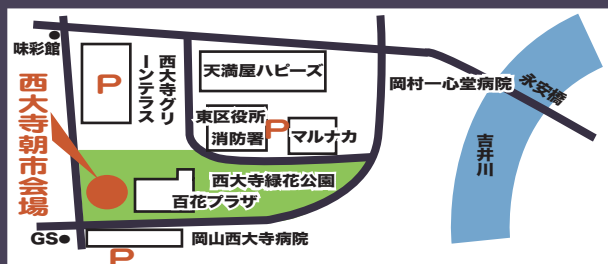 味彩館
P
西大寺グリ
ーンテラス
天満屋ハピーズ
岡村一心堂病院
永安橋
東区役所
消防署
P
マルナカ
吉井川
西大寺朝市会場
西大寺緑花公園
百花プラザ
GS
岡山西大寺病院
P